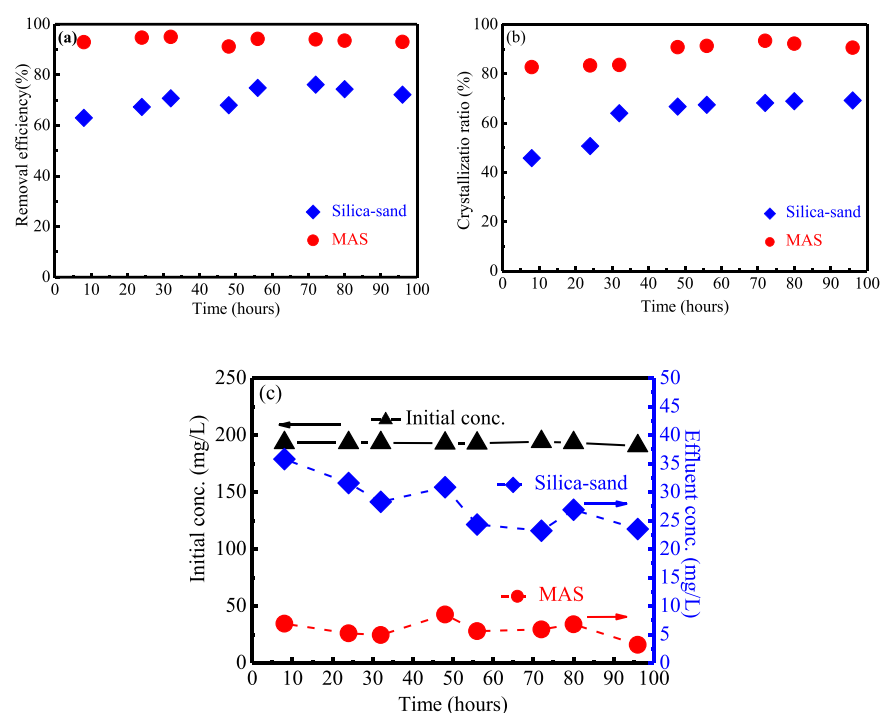 (a)
Removal efficiency(%)
100
80
60
40
20
0
Silica-sand
MAS
0 10 20 30 40 50 60 70 80 90 100
Time (hours)
(b)
Crystallizatio ratio (%)
100
80
60
40
20
0
Silica-sand
MAS
0 10 20 30 40 50 60 70 80 90 100
Time (hours)
(c)
Initial conc. (mg/L)
250
200
150
100
50
0
Initial conc.
Silica-sand
MAS
50
45
40
35
30
25
20
15
10
5
0
Effluent conc. (mg/L)
0 10 20 30 40 50 60 70 80 90 100
Time (hours)